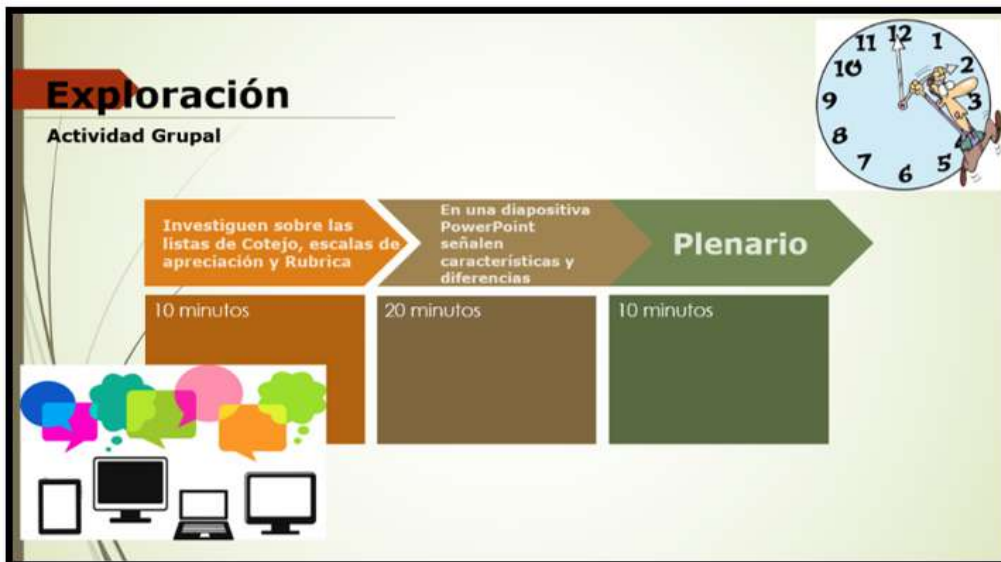 Exploración
Actividad Grupal
12
1
2
3
5
6
7
8
9
10
11
Investiguen sobre las
listas de Cotejo, escalas de
apreciación y Rubrica
En una diapositiva
PowerPoint
señalen
características y
diferencias
Plenario
10 minutos
20 minutos
10 minutos